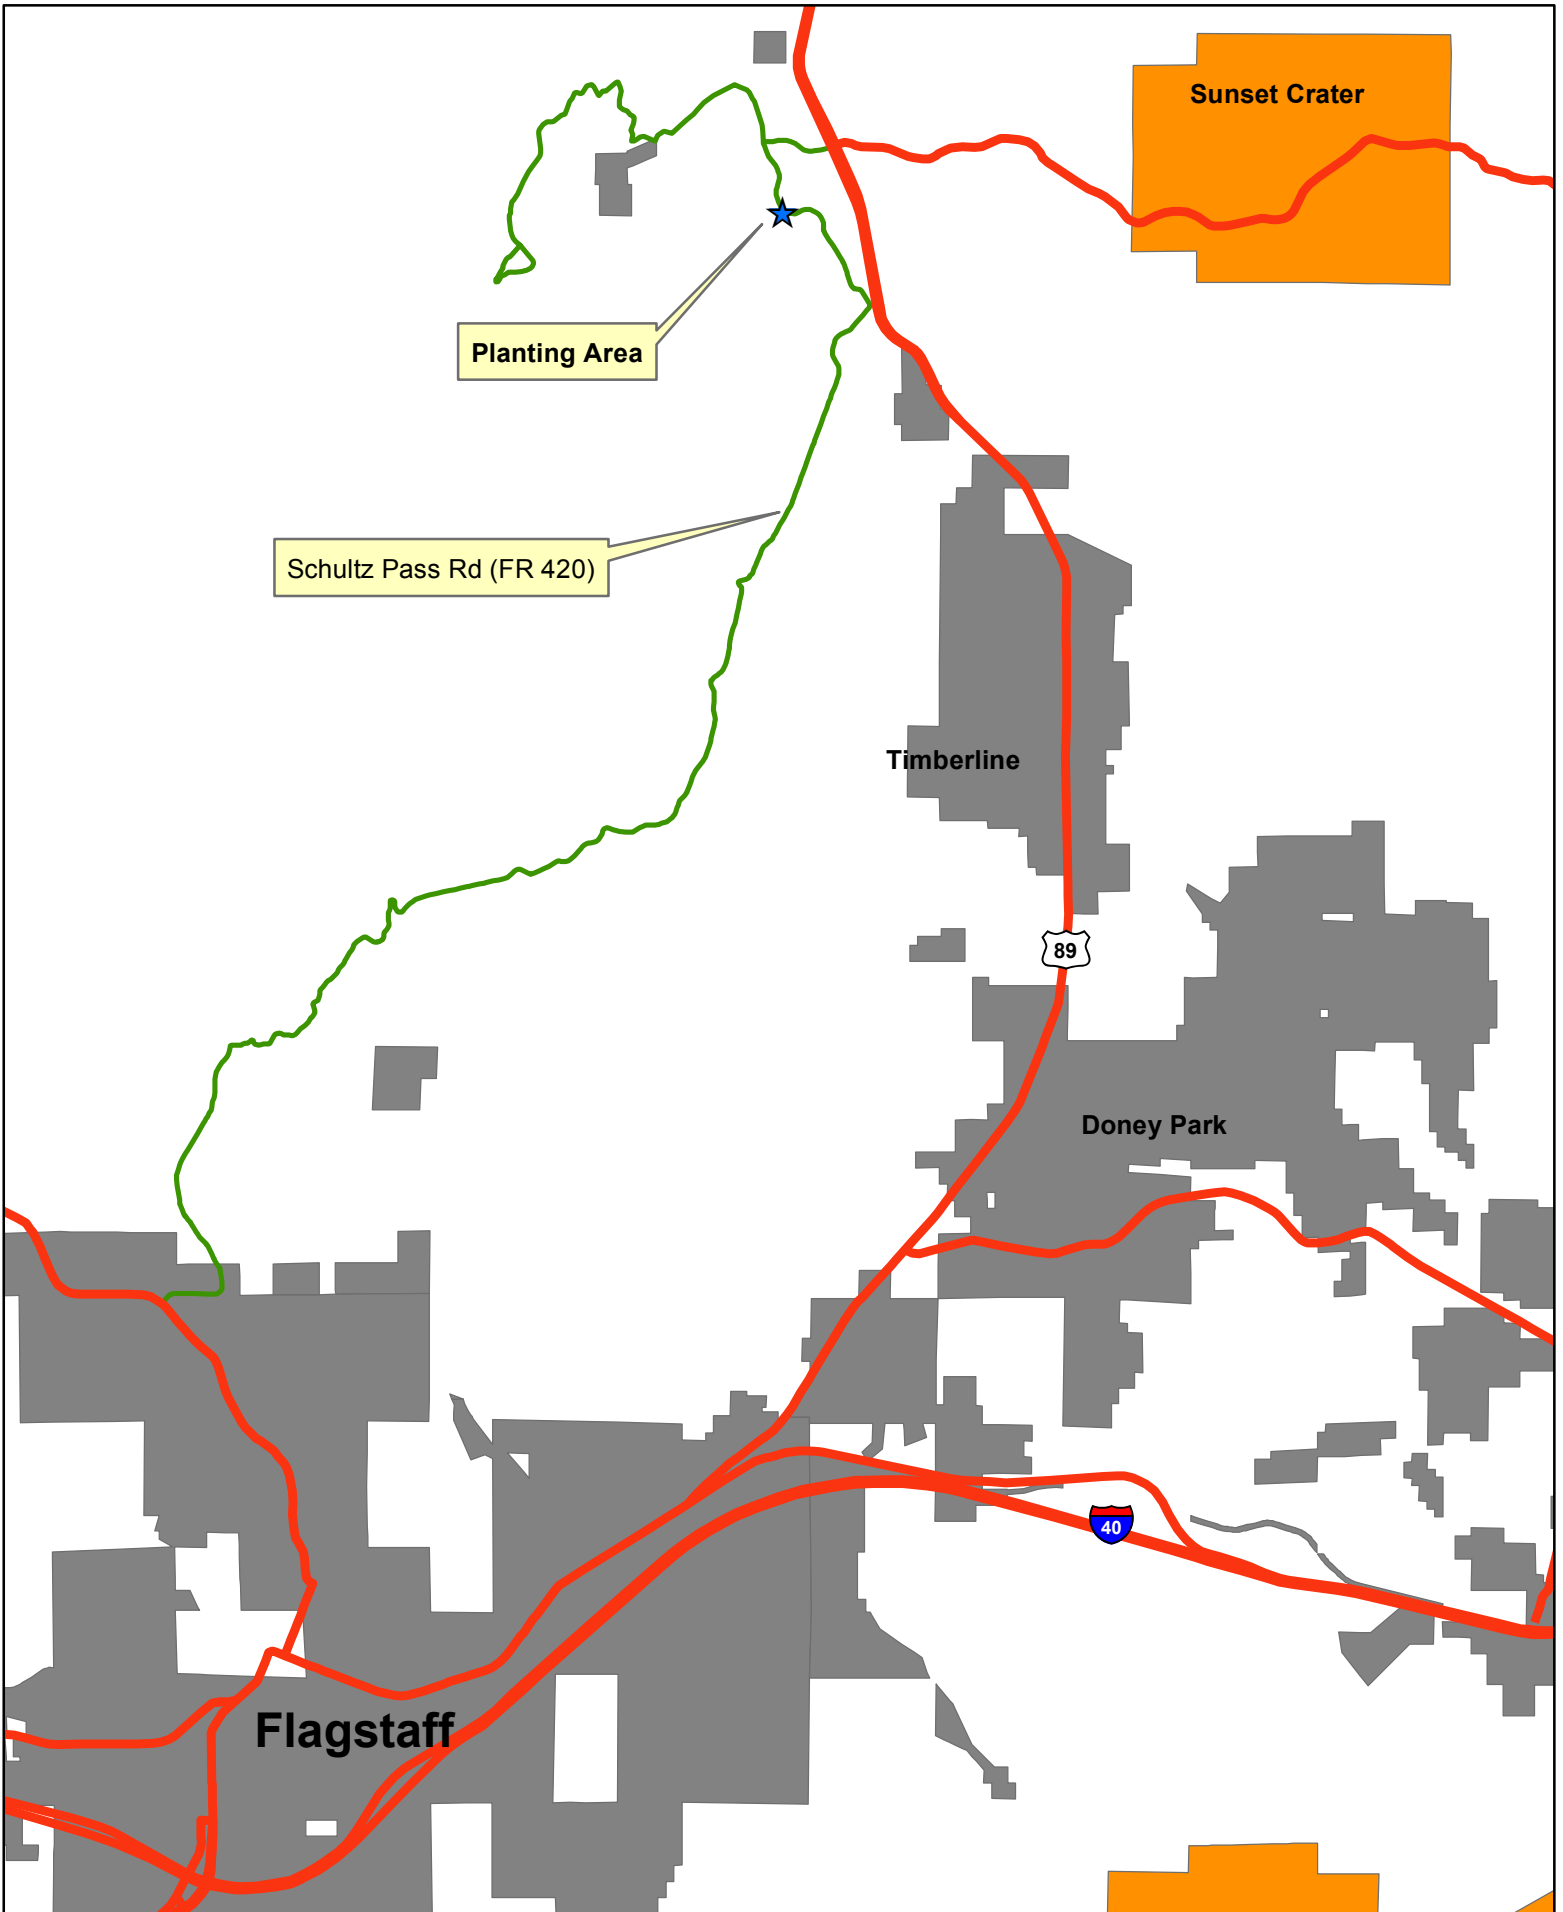 Sunset Crater
Planting Area
Schultz Pass Rd (FR 420)
Timberline
89
Doney Park
40
Flagstaff